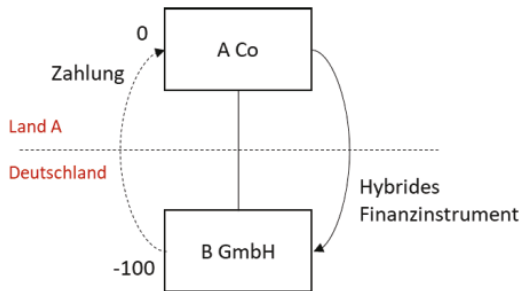 0
A Co
Zahlung
Land A
Deutschland
Hybrides
Finanzinstrument
B GmbH
-100